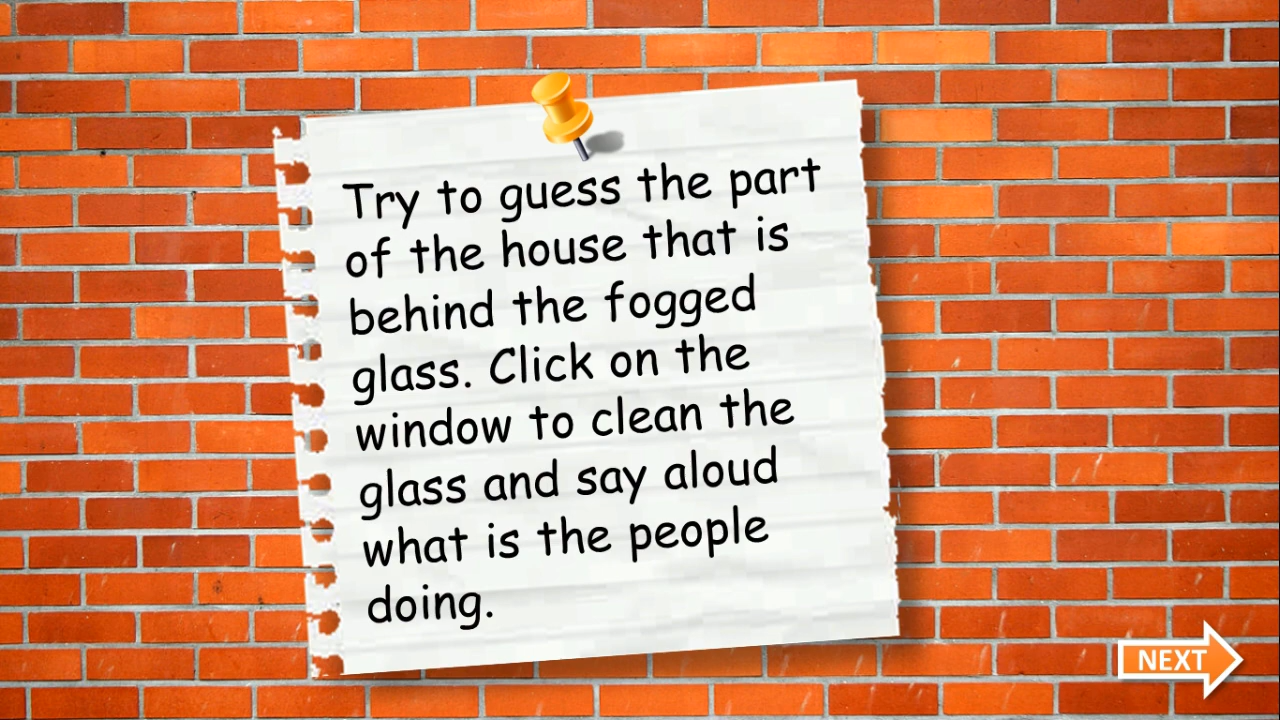 Try to guess the part
of the house that is
behind the fogged
glass. Click on the
window to clean the
glass and say aloud
what is the people
doing.
NEXT